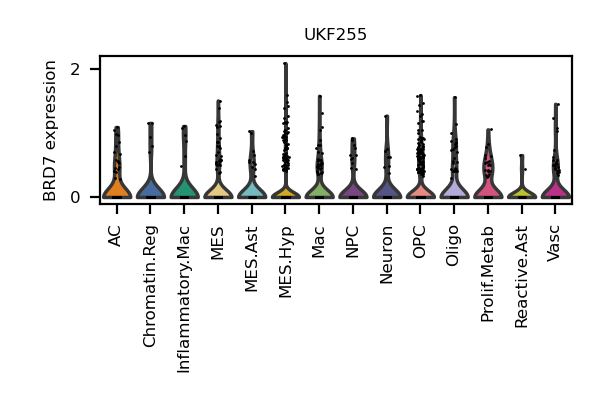 UKF255
BRD7 expression
2
0
AC
Chromatin.Reg
Inflammatory.Mac
MES
MES.Ast
MES.Hyp
Mac
NPC
Neuron
OPC
Oligo
Prolif.Metab
Reactive.Ast
Vasc